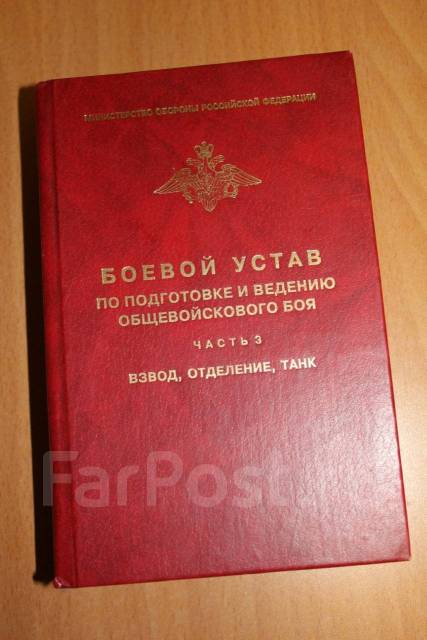 МИНИСТЕРСТВО ОБОРОНЫ РОССИЙСКОЙ ФЕДЕРАЦИИ
БОЕВОЙ УСТАВ
ПО ПОДГОТОВКЕ И ВЕДЕНИЮ
ОБЩЕВОЙСКОВОГО БОЯ
ЧАСТЬ 3
ВЗВОД, ОТДЕЛЕНИЕ, ТАНК
FarPost